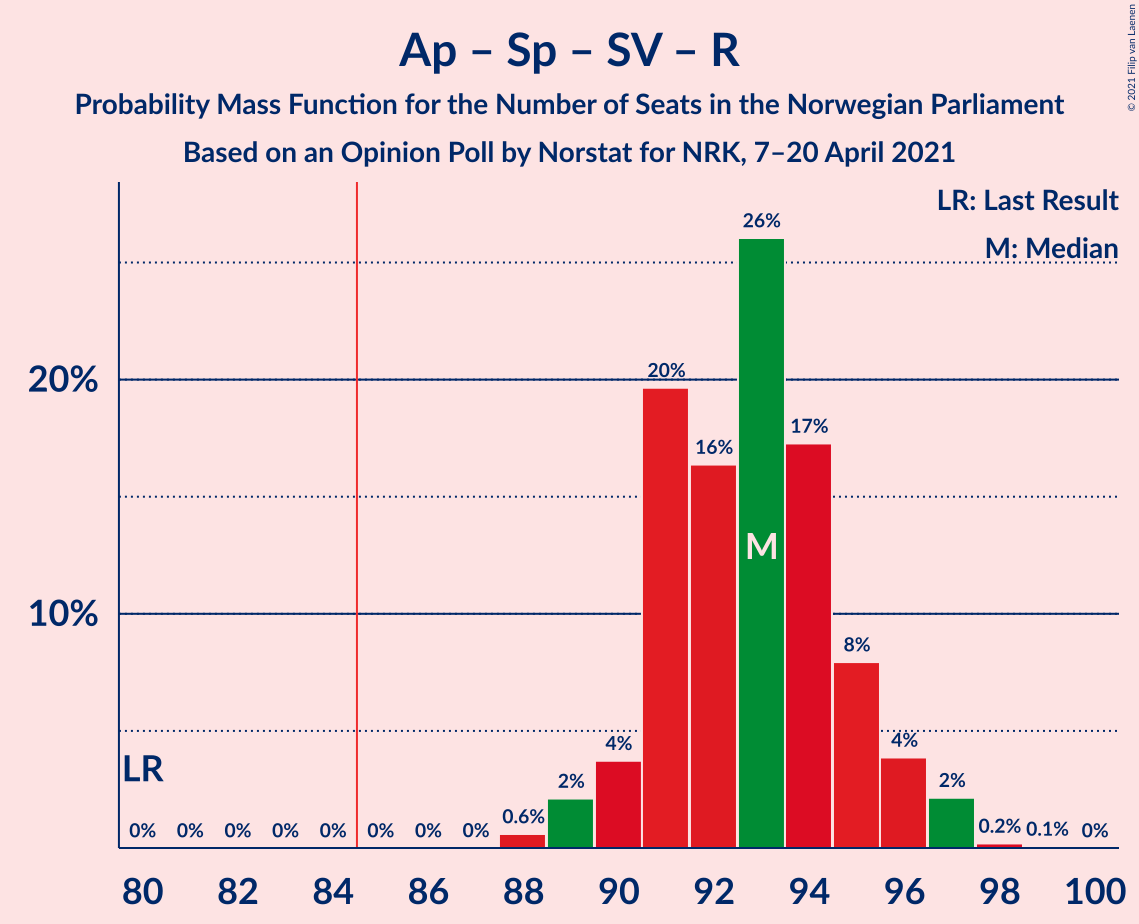 Ap – Sp – SV – R
Probability Mass Function for the Number of Seats in the Norwegian Parliament
Based on an Opinion Poll by Norstat for NRK, 7–20 April 2021
© 2021 Filip van Laenen
LR: Last Result
M: Median
26%
20%
20%
17%
16%
M
10%
8%
4%
4%
LR
2%
2%
0% 0% 0% 0% 0% 0% 0% 0% 0.6% 0.2% 0.1% 0%
80 82 84 86 88 90 92 94 96 98 100